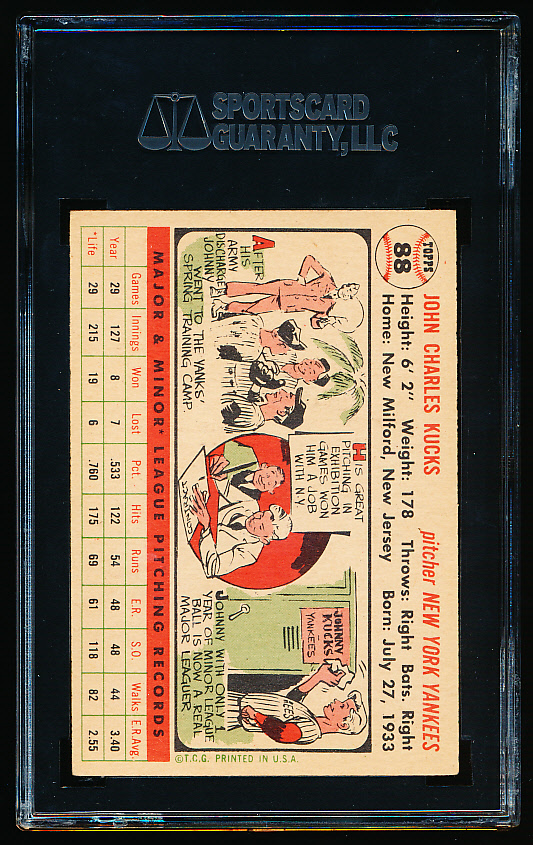 SPORTSCARD
GUARANTY, LLC
TOPPS
88
JOHN CHARLES KUCKS pitcher NEW YORK YANKEES
Height: 6' 2" Weight: 178 Throws: Right Bats. Right
Home: New Milford, New Jersey Born: July 27, 1933
AFTER
HIS
ARMY
DISCHARGE
JOHNNY
WENT TO THE YANKS'
SPRING TRAINING CAMP.
HIS GREAT
PITCHING IN
EXHIBITION
GAMES WON
HIM A JOB
WITH N.Y.
CONTRACT
JOHNNY
KUCKS
YANKEES
EES
JOHNNY WITH ONLY 1
YEAR OF MINOR LEAGUE
BALL IS NOW A REAL
MAJOR LEAGUER
MAJOR & MINOR* LEAGUE PITCHING RECORDS
Games Innings Won Lost Pct. Hits Runs E.R. S.O. Walks E.R.Avg.
Year 29 127 8 7 .533 122 54 48 48 44 3.40
*Life 29 215 19 6 .760 175 69 61 118 82 2.55
©T.C.G. PRINTED IN U.S.A.